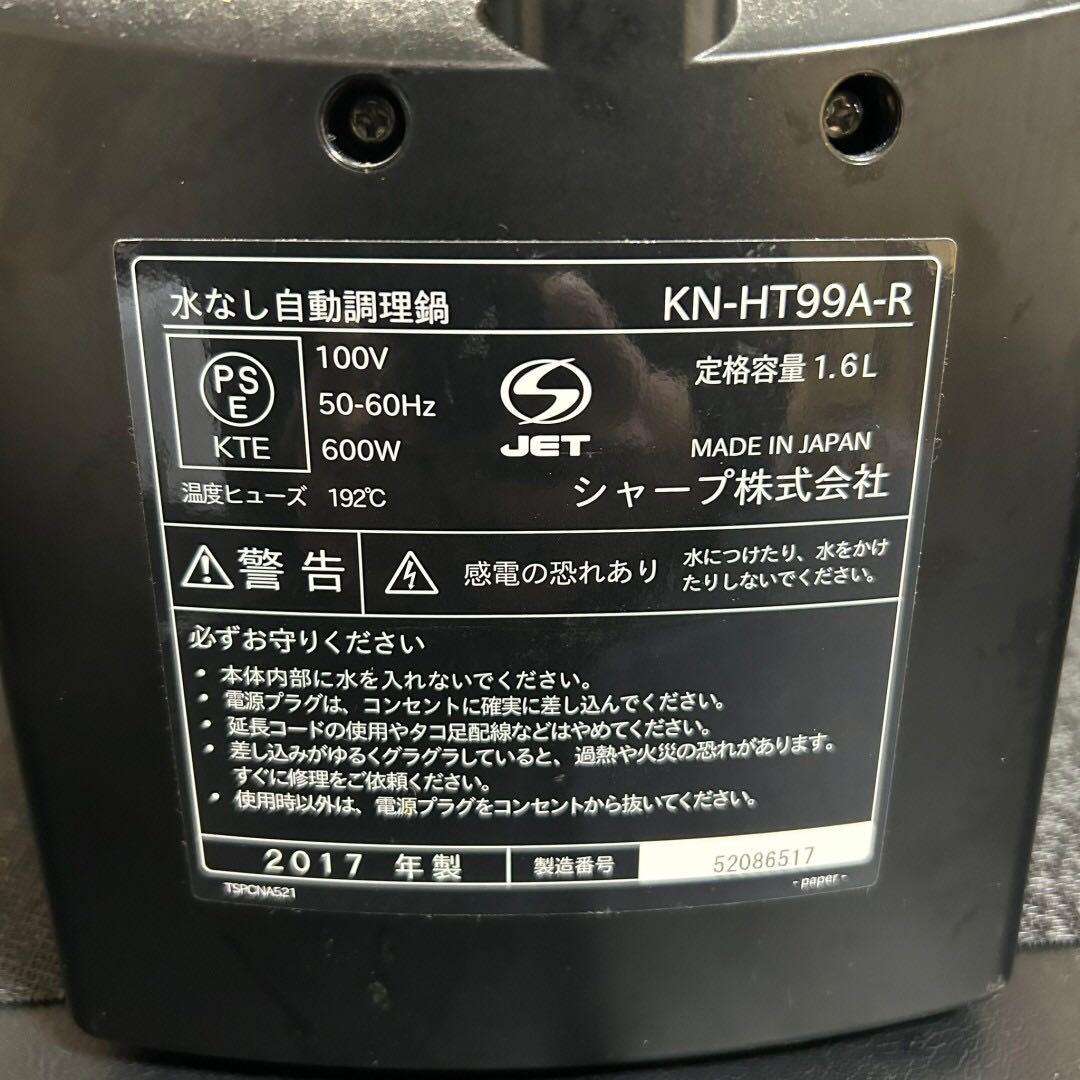 水なし自動調理鍋 KN-HT99A-R
PS
E
KTE
100V
50-60Hz
600W
JET
定格容量 1.6L
MADE IN JAPAN
温度ヒューズ 192℃
シャープ株式会社
警告
感電の恐れあり
水につけたり、水をかけ
たりしないでください。
必ずお守りください
・本体内部に水を入れないでください。
・電源プラグは、コンセントに確実に差し込んでください。
・延長コードの使用やタコ足配線などはやめてください。
・差し込みがゆるくグラグラしていると、過熱や火災の恐れがあります。
すぐに修理をご依頼ください。
・使用時以外は、電源プラグをコンセントから抜いてください。
2017 年製 製造番号 52086517
TSPCNA521 -paper-